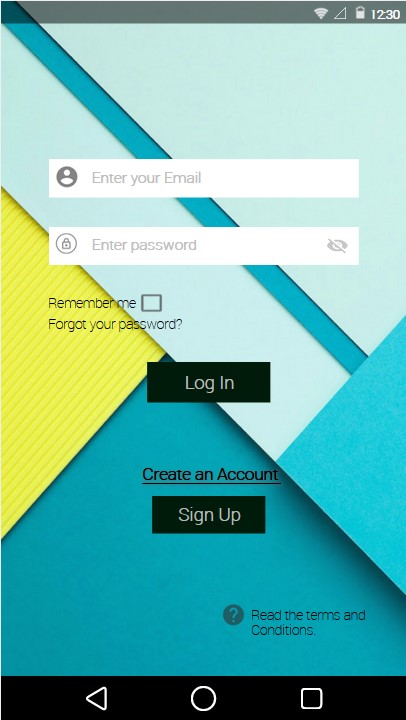 12:30
Enter your Email
Enter password
Remember me
Forgot your password?
Log In
Create an Account
Sign Up
? Read the terms and
Conditions.